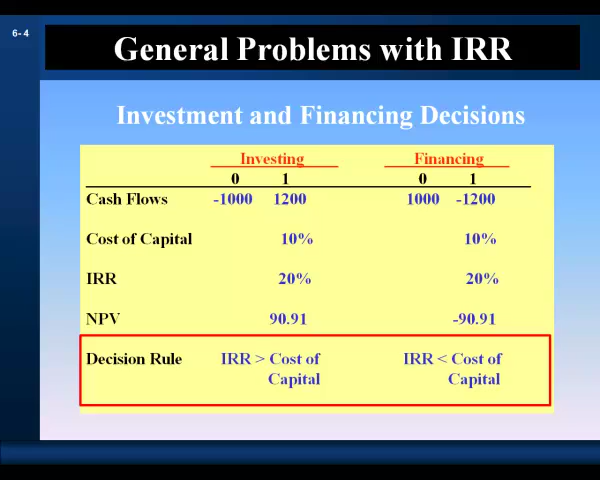 6- 4
General Problems with IRR
Investment and Financing Decisions
Investing Financing
0 1 0 1
Cash Flows -1000 1200 1000 -1200
Cost of Capital 10% 10%
IRR 20% 20%
NPV 90.91 -90.91
Decision Rule IRR > Cost of IRR < Cost of
Capital Capital